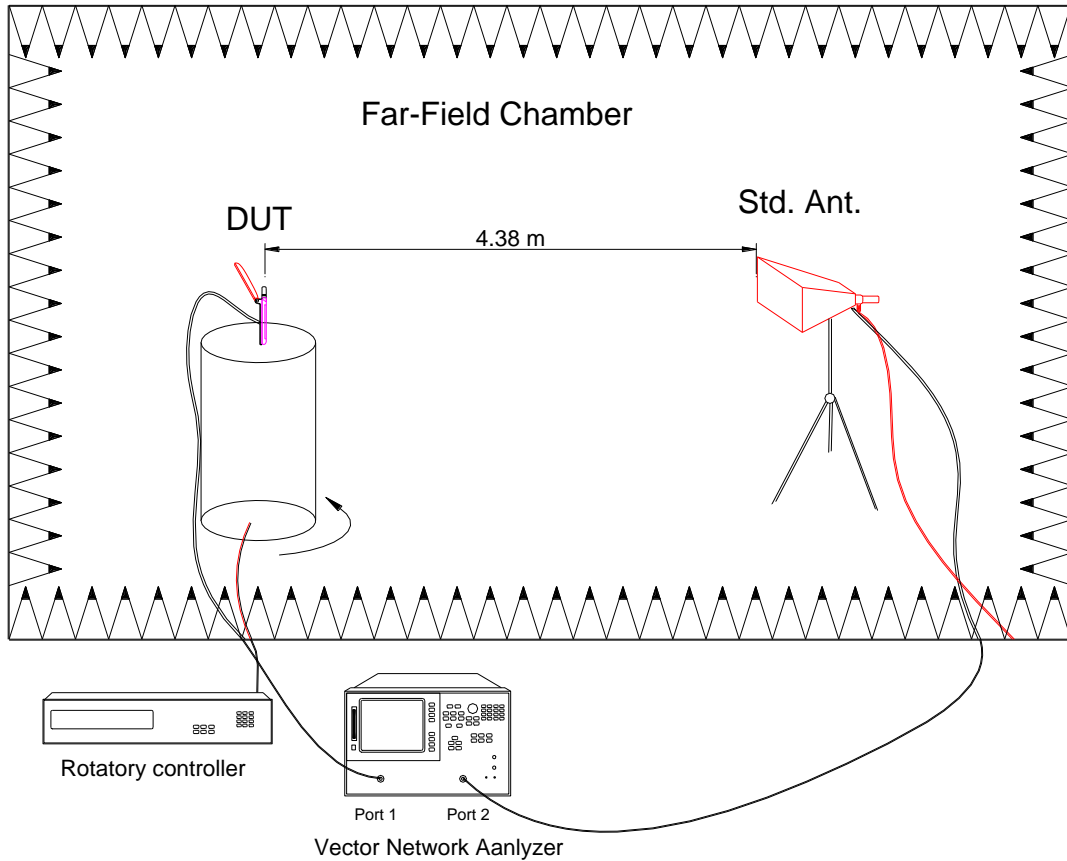 Far-Field Chamber
DUT
Std. Ant.
4.38 m
Rotatory controller
Port 1
Port 2
Vector Network Aanlyzer